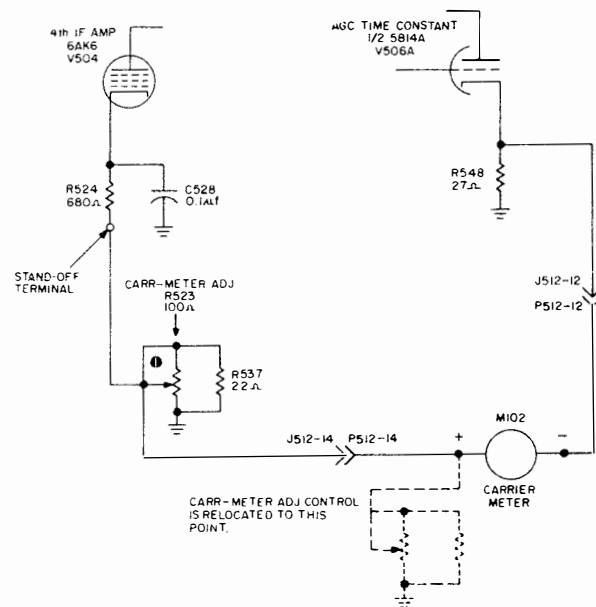 4th IF AMP
6AK6
V504
AGC TIME CONSTANT
1/2 5814A
V506A
R524
680Ω
C528
0.1µf
R548
27Ω
STAND-OFF
TERMINAL
CARR-METER ADJ
R523
100Ω
J512-12
P512-12
R537
22Ω
J512-14
P512-14
+
M102
-
CARRIER
METER
CARR-METER ADJ CONTROL
IS RELOCATED TO THIS
POINT.